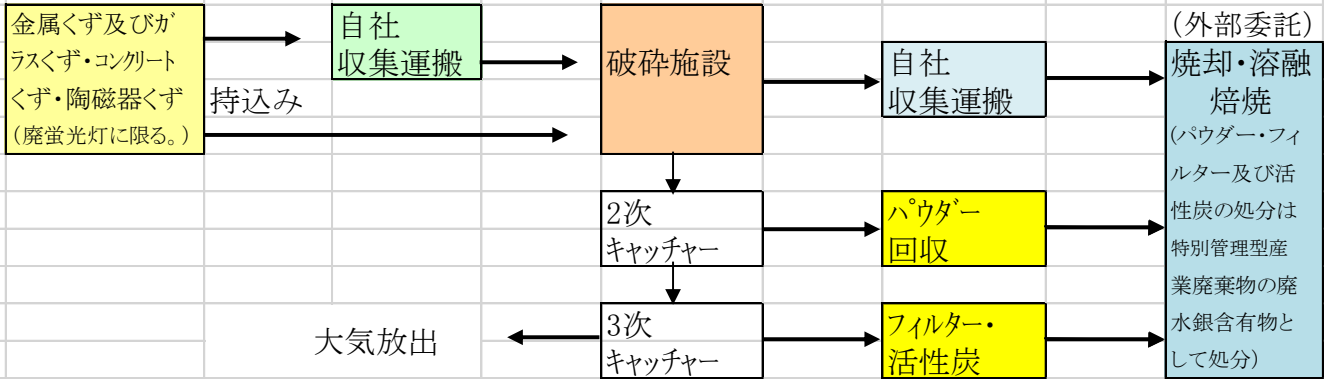 金属くず及びガ
ラスくず・コンクリート
くず・陶磁器くず
（廃蛍光灯に限る。）
持込み
自社
収集運搬
破砕施設
自社
収集運搬
（外部委託）
焼却・溶融
焙焼
（パウダー・フィ
ルター及び活
性炭の処分は
特別管理型産
業廃棄物の廃
水銀含有物と
して処分）
2次
キャッチャー
パウダー
回収
3次
キャッチャー
フィルター・
活性炭
大気放出